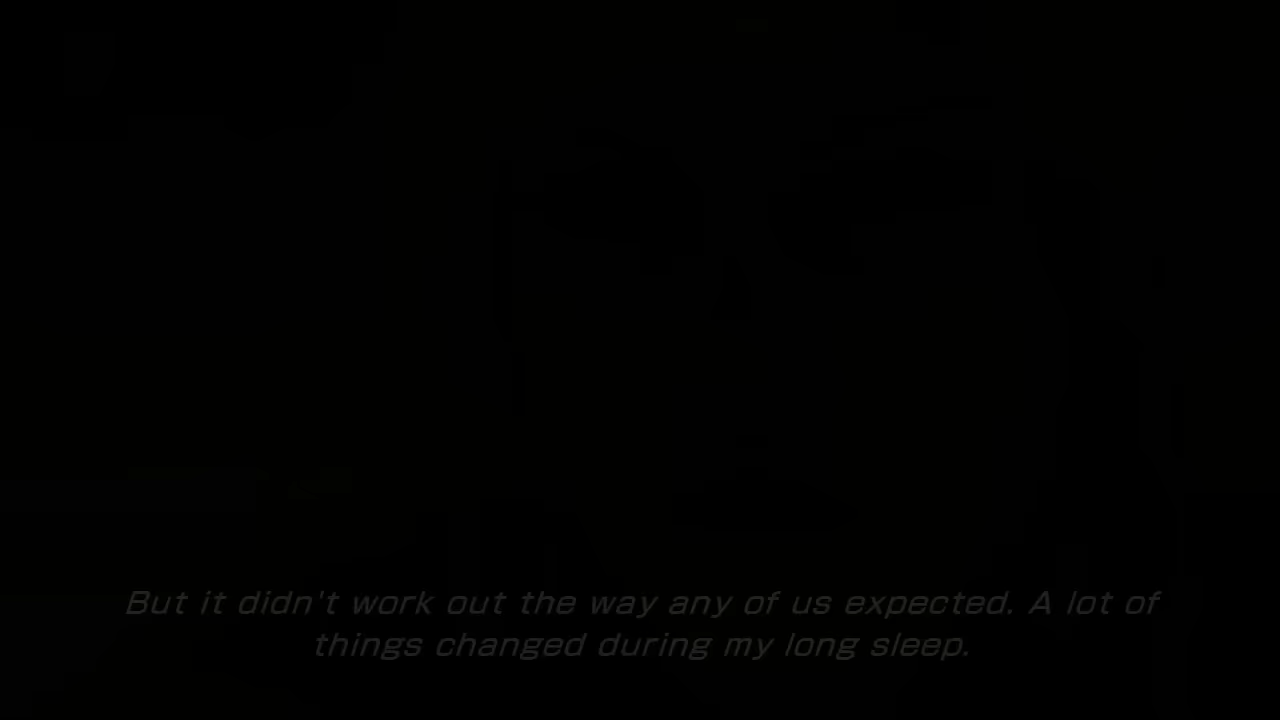 But it didn't work out the way any of us expected. A lot of
things changed during my long sleep.